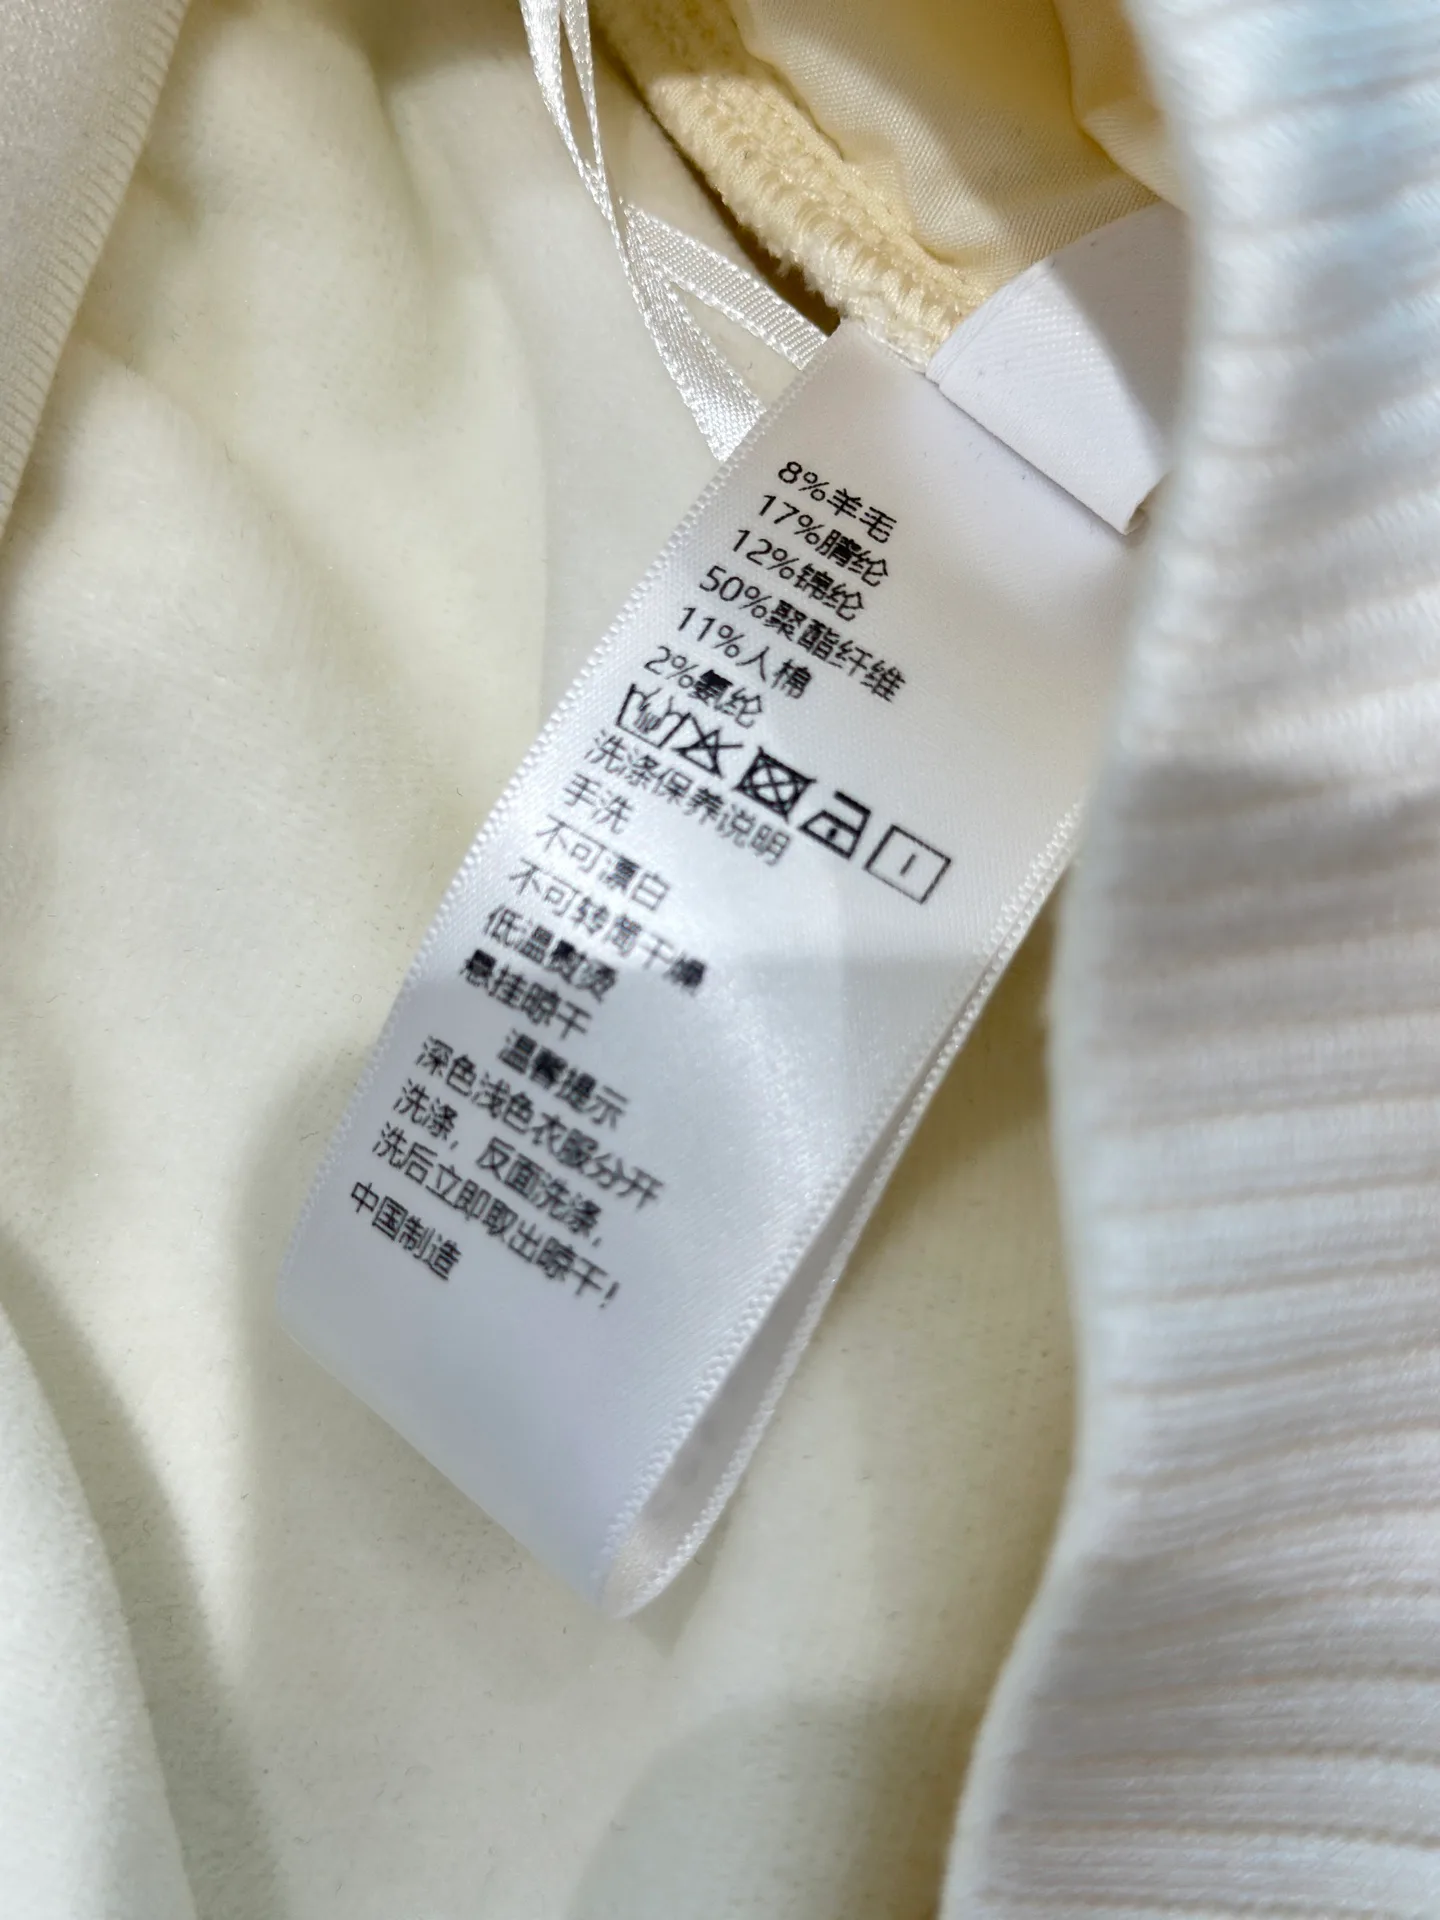 8%羊毛
17%腈纶
12%锦纶
50%聚酯纤维
11%人棉
2%氨纶
洗涤保养说明
手洗
不可漂白
不可转筒干燥
低温熨烫
悬挂晾干
温馨提示
深色浅色衣服分开
洗涤，反面洗涤，
洗后立即取出晾干！
中国制造